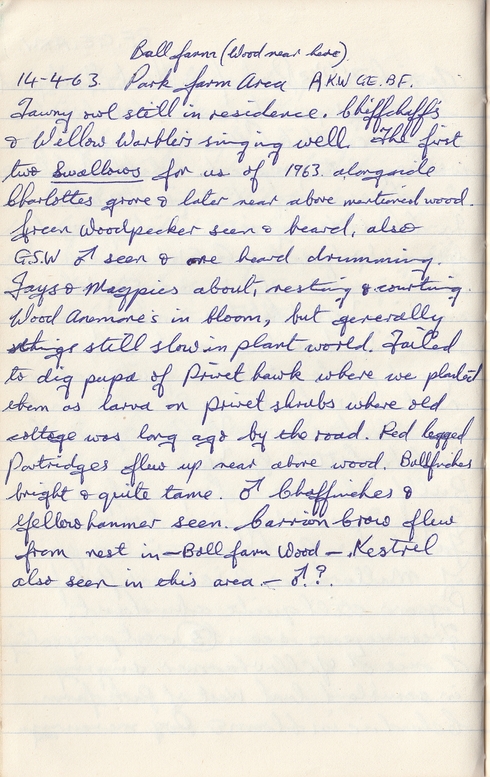 Ball farm (Wood near here).
14-4-63. Park farm Area AKW GE. BF.
Tawny owl still in residence. Chiffchaffs
& Willow Warblers singing well. The first
two Swallows for us of 1963. alongside
Charlottes grove & later near above mentioned wood.
Green Woodpecker seen & heard, also
G.S.W ♂ seen & one heard drumming.
Jays & Magpies about, nesting & courting.
Wood Anemone's in bloom, but generally
things still slow in plant world. Failed
to dig pupa of Privet hawk where we planted
them as larva on privet shrubs where old
cottage was long ago by the road. Red legged
Partridges flew up near above wood. Bullfinches
bright & quite tame. ♂ Chaffinches &
Yellowhammer seen. Carrion Crow flew
from nest in - Ball farm Wood - Kestrel
also seen in this area - ♂?.